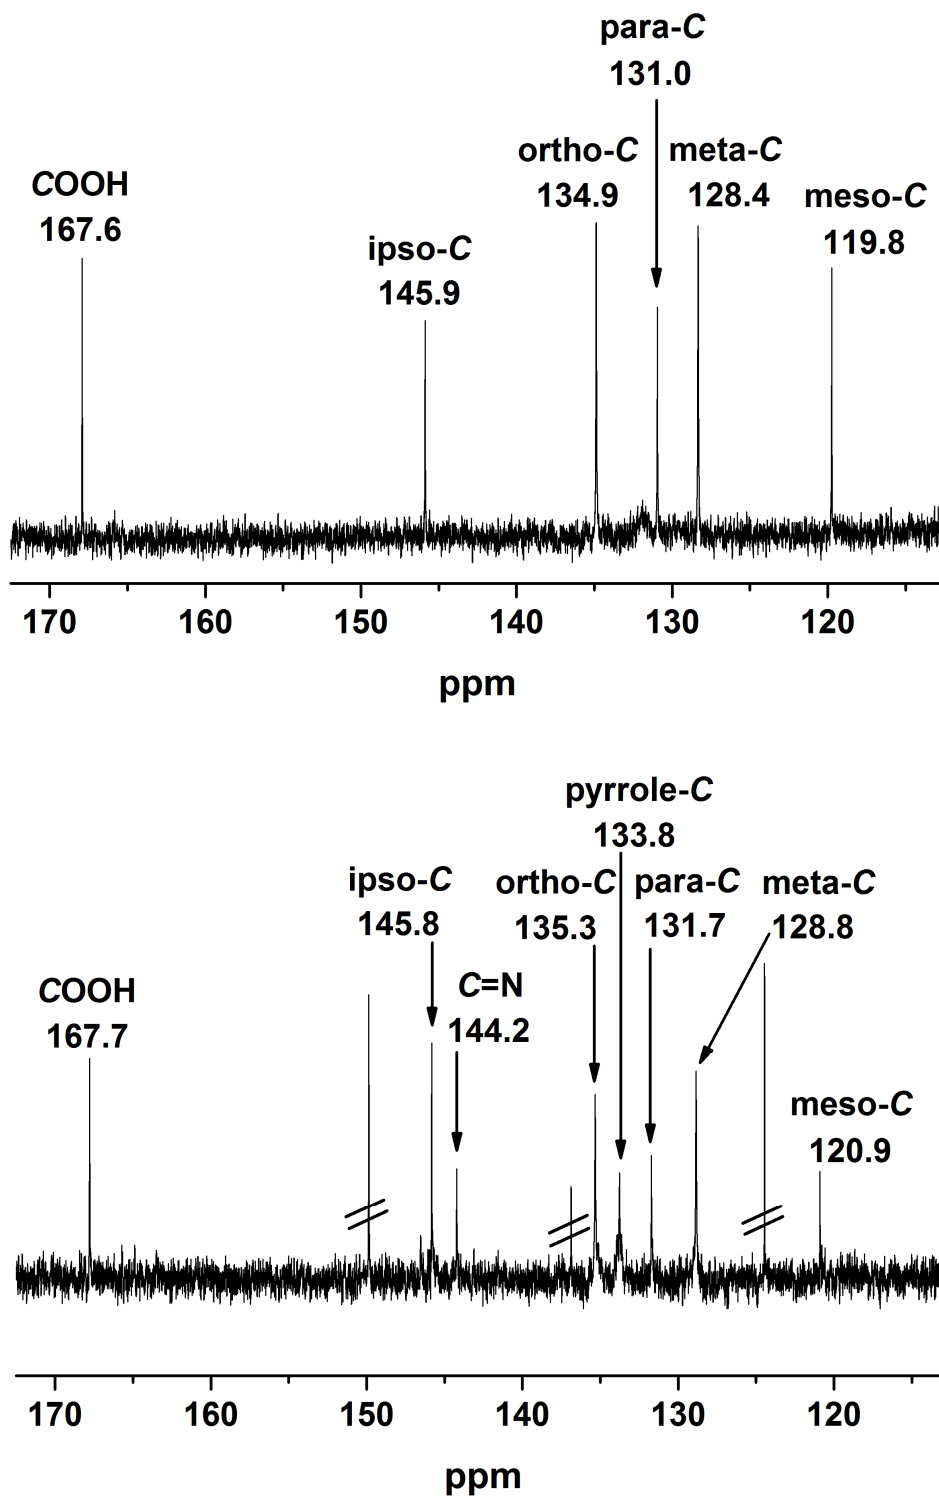 para-C
131.0
ortho-C
134.9
meta-C
128.4
COOH
167.6
meso-C
119.8
ipso-C
145.9
170 160 150 140 130 120
ppm
pyrrole-C
133.8
ipso-C
145.8
ortho-C
135.3
para-C
131.7
meta-C
128.8
COOH
167.7
C=N
144.2
meso-C
120.9
170 160 150 140 130 120
ppm